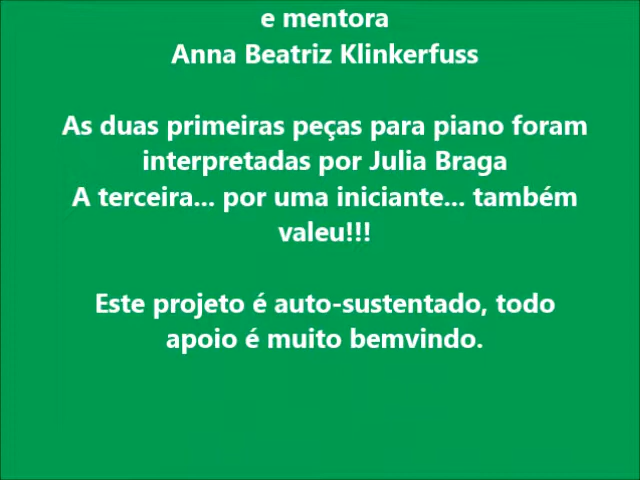 e mentora
Anna Beatriz Klinkerfuss
As duas primeiras peças para piano foram
interpretadas por Julia Braga
A terceira... por uma iniciante... também
valeu!!!
Este projeto é auto-sustentado, todo
apoio é muito bemvindo.